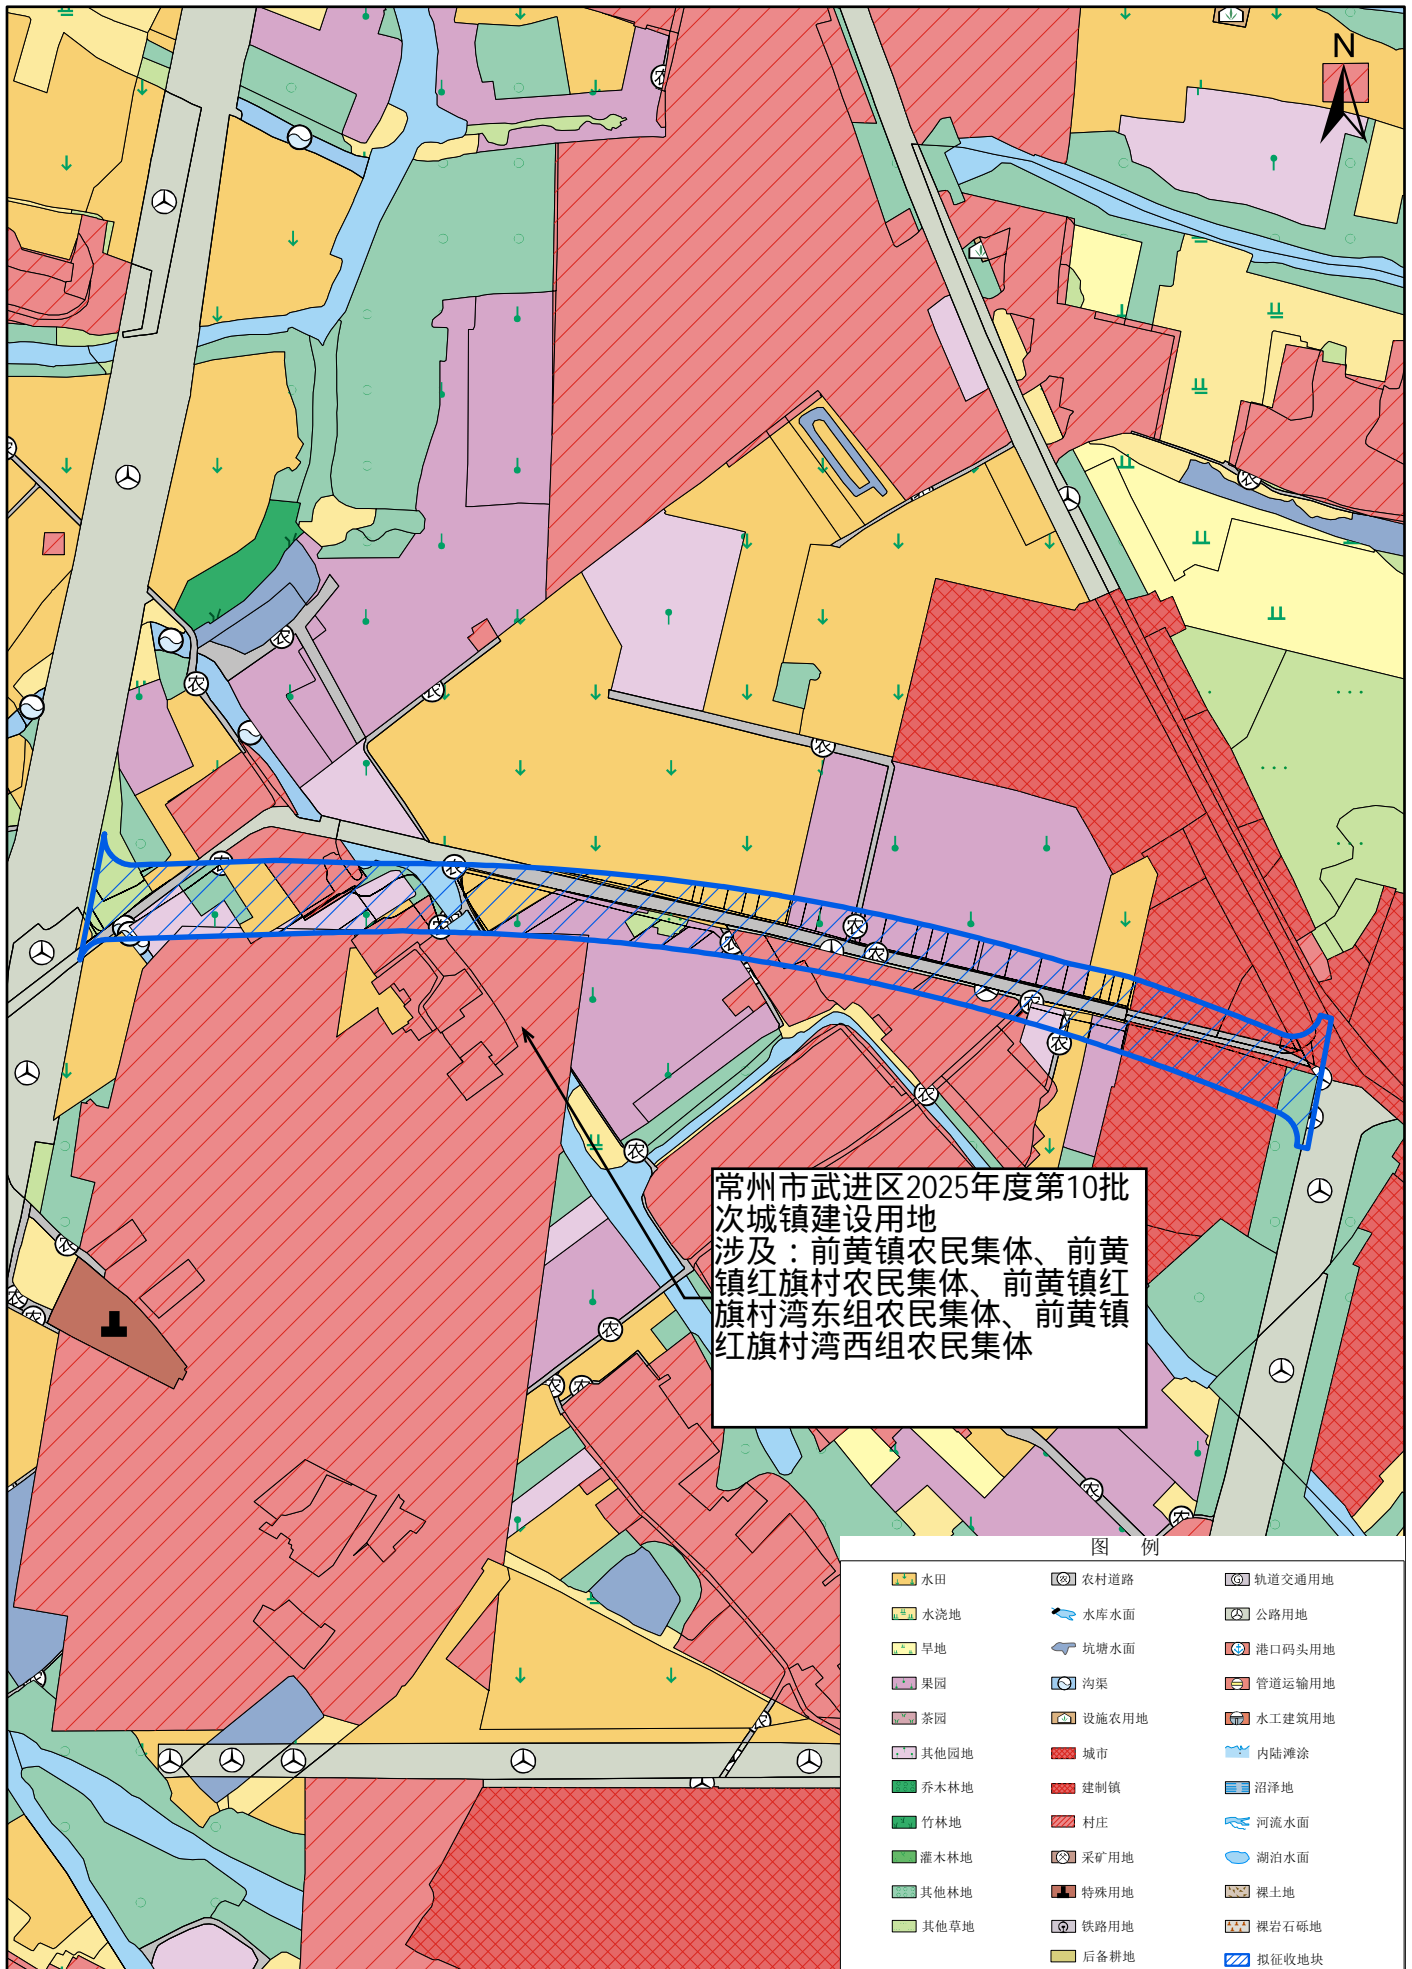 N
常州市武进区2025年度第10批
次城镇建设用地
涉及：前黄镇农民集体、前黄
镇红旗村农民集体、前黄镇红
旗村湾东组农民集体、前黄镇
红旗村湾西组农民集体
图 例
水田
农村道路
轨道交通用地
水浇地
水库水面
公路用地
旱地
坑塘水面
港口码头用地
果园
沟渠
管道运输用地
茶园
设施农用地
水工建筑用地
其他园地
城市
内陆滩涂
乔木林地
建制镇
沼泽地
竹林地
村庄
河流水面
灌木林地
采矿用地
湖泊水面
其他林地
特殊用地
裸土地
其他草地
铁路用地
裸岩石砾地
后备耕地
拟征收地块